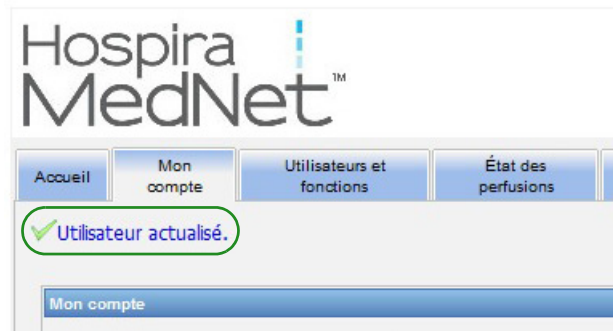 Hospira
MedNet™
Accueil
Mon
compte
Utilisateurs et
fonctions
État des
perfusions
Utilisateur actualisé.
Mon compte